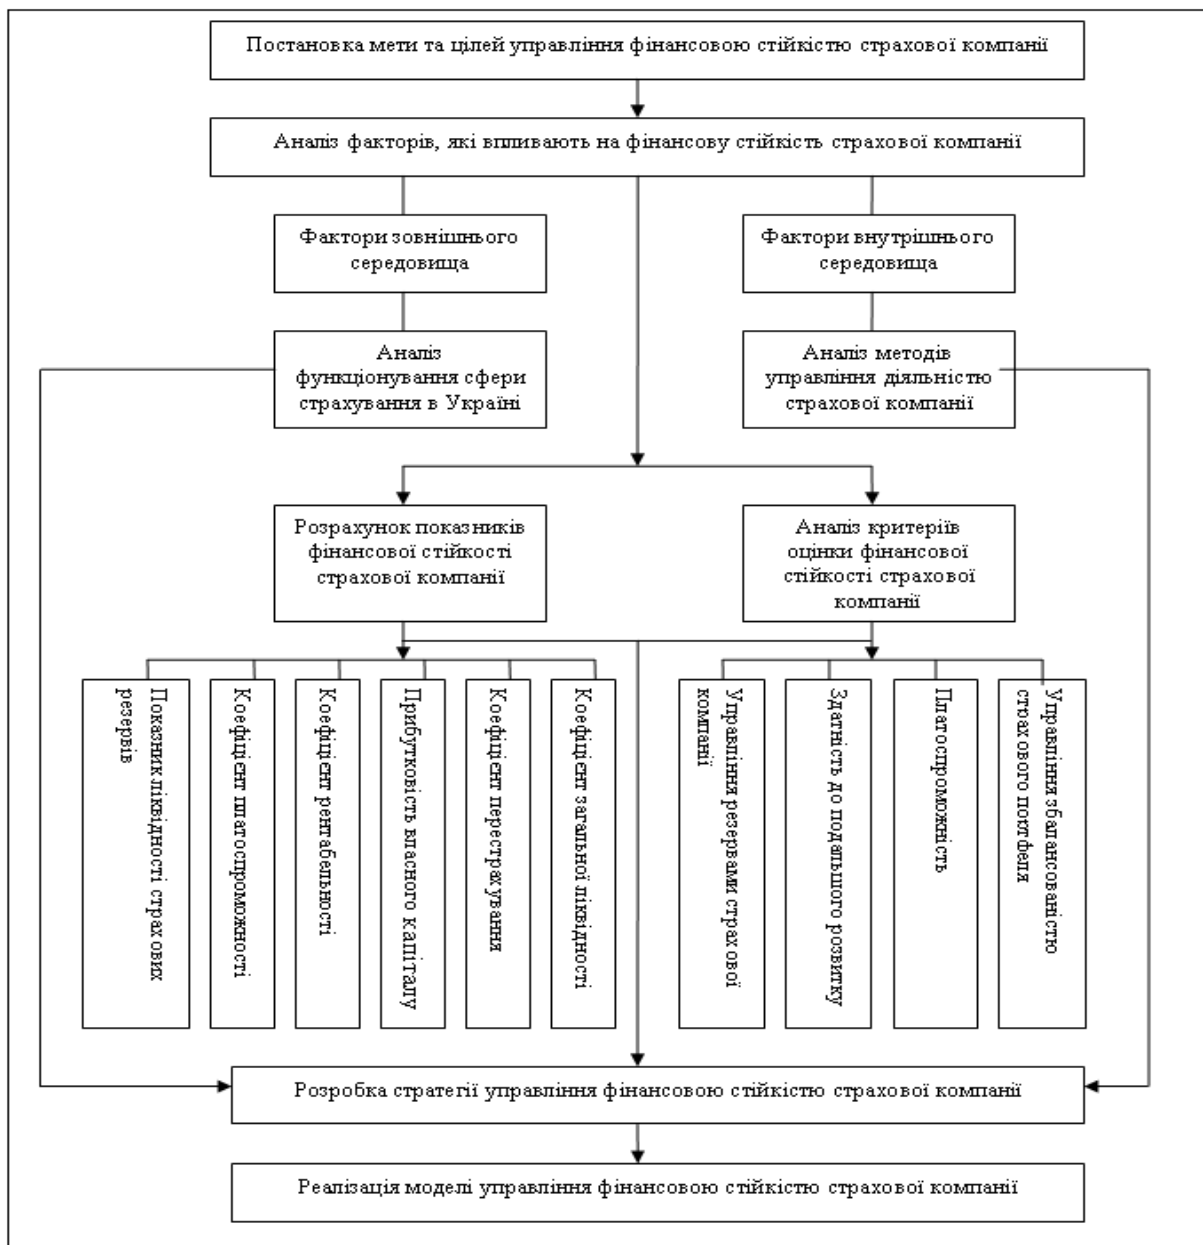 Постановка мети та цілей управління фінансовою стійкістю страхової компанії
Аналіз факторів, які впливають на фінансову стійкість страхової компанії
Фактори зовнішнього
середовища
Фактори внутрішнього
середовища
Аналіз
функціонування сфери
страхування в Україні
Аналіз методів
управління діяльністю
страхової компанії
Розрахунок показників
фінансової стійкості
страхової компанії
Аналіз критеріїв
оцінки фінансової
стійкості страхової
компанії
Показник ліквідності страхових
резервів
Коефіцієнт платоспроможності
Коефіцієнт рентабельності
Прибутковість власного капіталу
Коефіцієнт перестрахування
Коефіцієнт загальної ліквідності
Управління резервами страхової
компанії
Здатність до подальшого розвитку
Платоспроможність
Управління збалансованістю
страхового портфеля
Розробка стратегії управління фінансовою стійкістю страхової компанії
Реалізація моделі управління фінансовою стійкістю страхової компанії